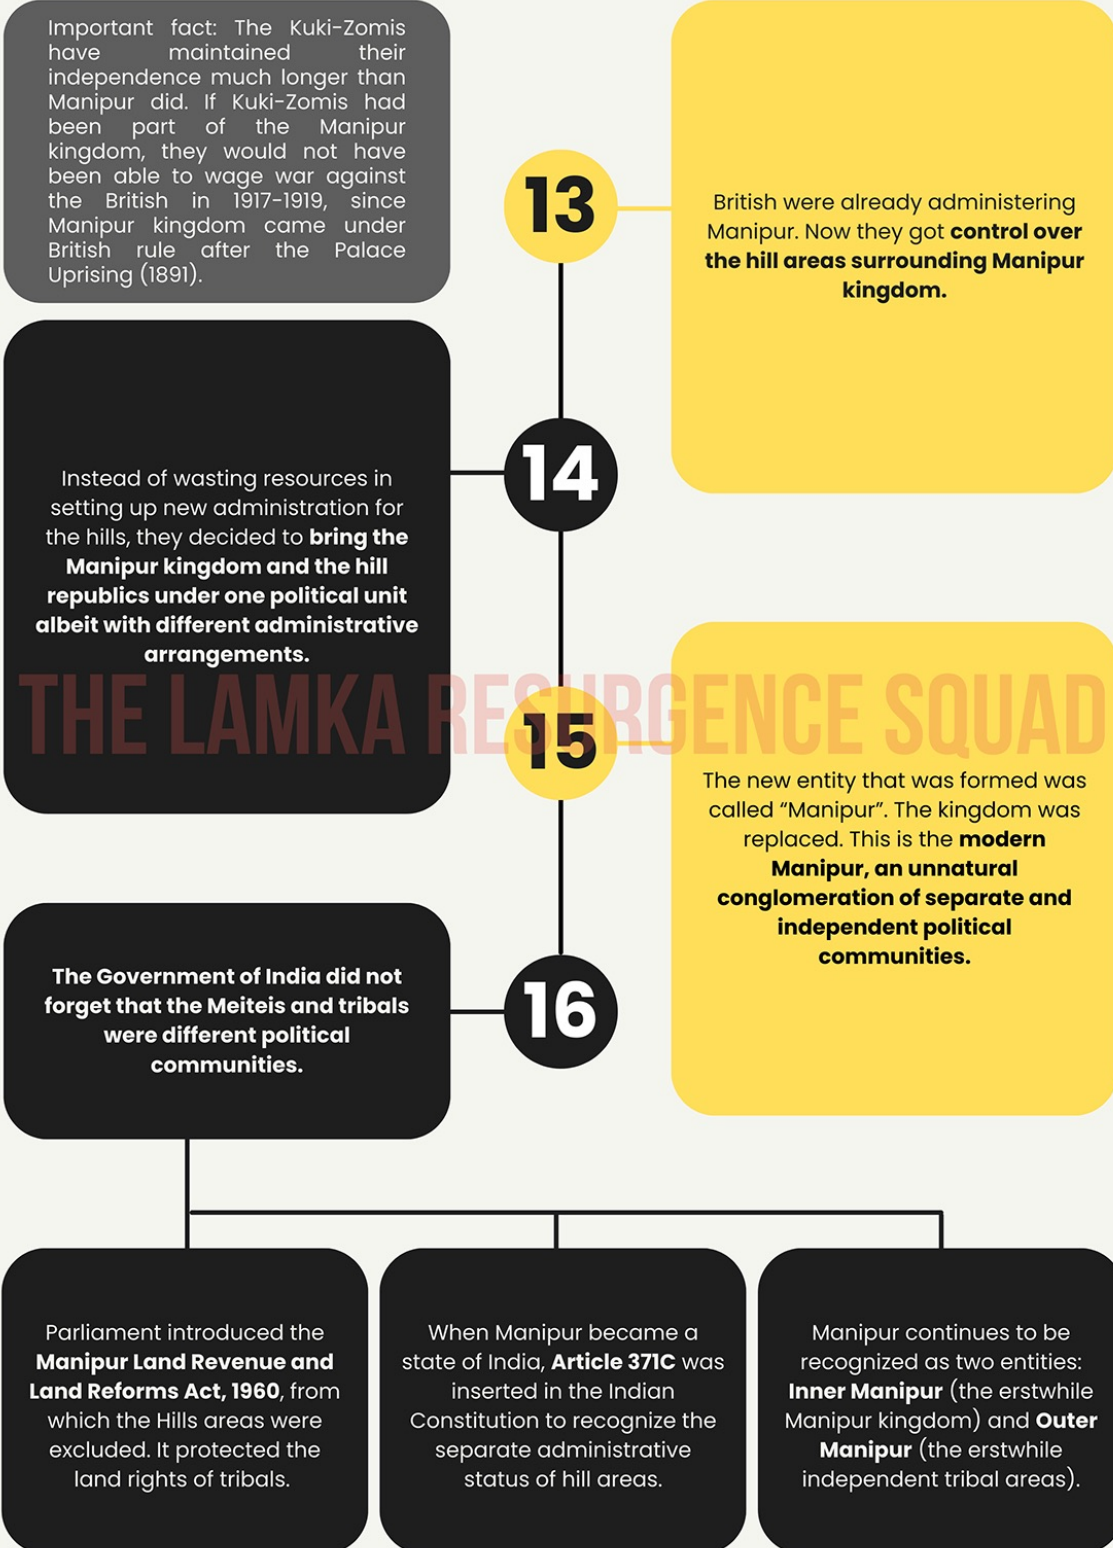 Important fact: The Kuki-Zomis
have maintained their
independence much longer than
Manipur did. If Kuki-Zomis had
been part of the Manipur
kingdom, they would not have
been able to wage war against
the British in 1917-1919, since
Manipur kingdom came under
British rule after the Palace
Uprising (1891).
13
British were already administering
Manipur. Now they got control over
the hill areas surrounding Manipur
kingdom.
14
Instead of wasting resources in
setting up new administration for
the hills, they decided to bring the
Manipur kingdom and the hill
republics under one political unit
albeit with different administrative
arrangements.
THE LAMKA RESURGENCE SQUAD
15
The new entity that was formed was
called “Manipur”. The kingdom was
replaced. This is the modern
Manipur, an unnatural
conglomeration of separate and
independent political
communities.
16
The Government of India did not
forget that the Meiteis and tribals
were different political
communities.
Parliament introduced the
Manipur Land Revenue and
Land Reforms Act, 1960, from
which the Hills areas were
excluded. It protected the
land rights of tribals.
When Manipur became a
state of India, Article 371C was
inserted in the Indian
Constitution to recognize the
separate administrative
status of hill areas.
Manipur continues to be
recognized as two entities:
Inner Manipur (the erstwhile
Manipur kingdom) and Outer
Manipur (the erstwhile
independent tribal areas).